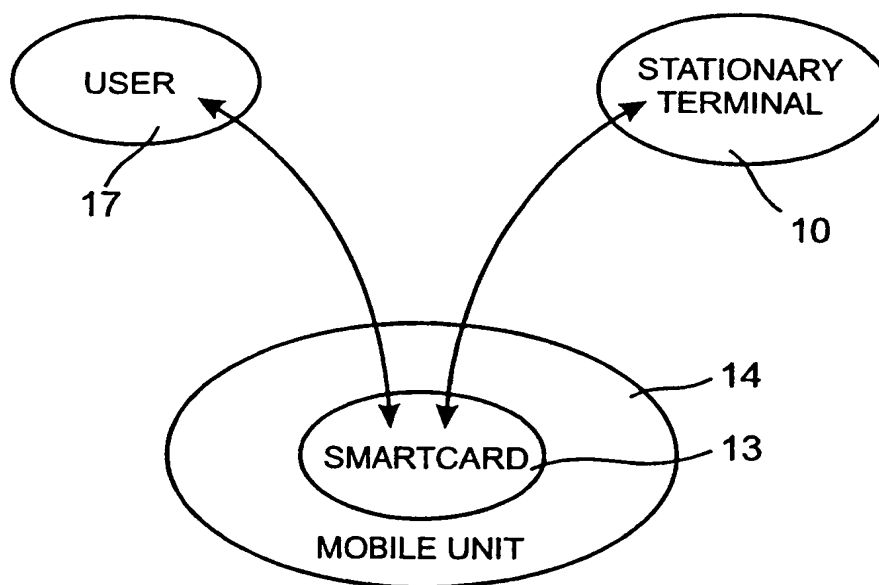 USER
STATIONARY
TERMINAL
17
10
14
SMARTCARD
13
MOBILE UNIT